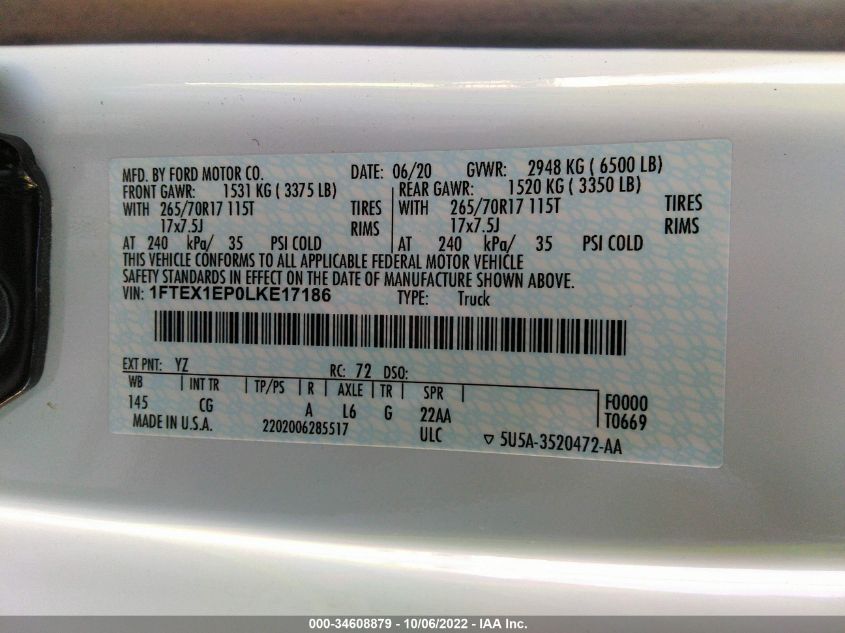 MFD. BY FORD MOTOR CO. DATE: 06/20 GVWR: 2948 KG ( 6500 LB)
FRONT GAWR: 1531 KG ( 3375 LB) REAR GAWR: 1520 KG ( 3350 LB)
WITH 265/70R17 115T TIRES WITH 265/70R17 115T TIRES
17x7.5J RIMS 17x7.5J RIMS
AT 240 kPa/ 35 PSI COLD AT 240 kPa/ 35 PSI COLD
THIS VEHICLE CONFORMS TO ALL APPLICABLE FEDERAL MOTOR VEHICLE
SAFETY STANDARDS IN EFFECT ON THE DATE OF MANUFACTURE SHOWN ABOVE.
VIN: 1FTEX1EP0LKE17186 TYPE: Truck
EXT PNT: YZ RC: 72 DSO:
WB INT TR TP/PS R AXLE TR SPR F0000
145 CG A L6 G 22AA T0669
MADE IN U.S.A. 2202006285517 ULC ▽ 5U5A-3520472-AA
000-34608879 - 10/06/2022 - IAA Inc.